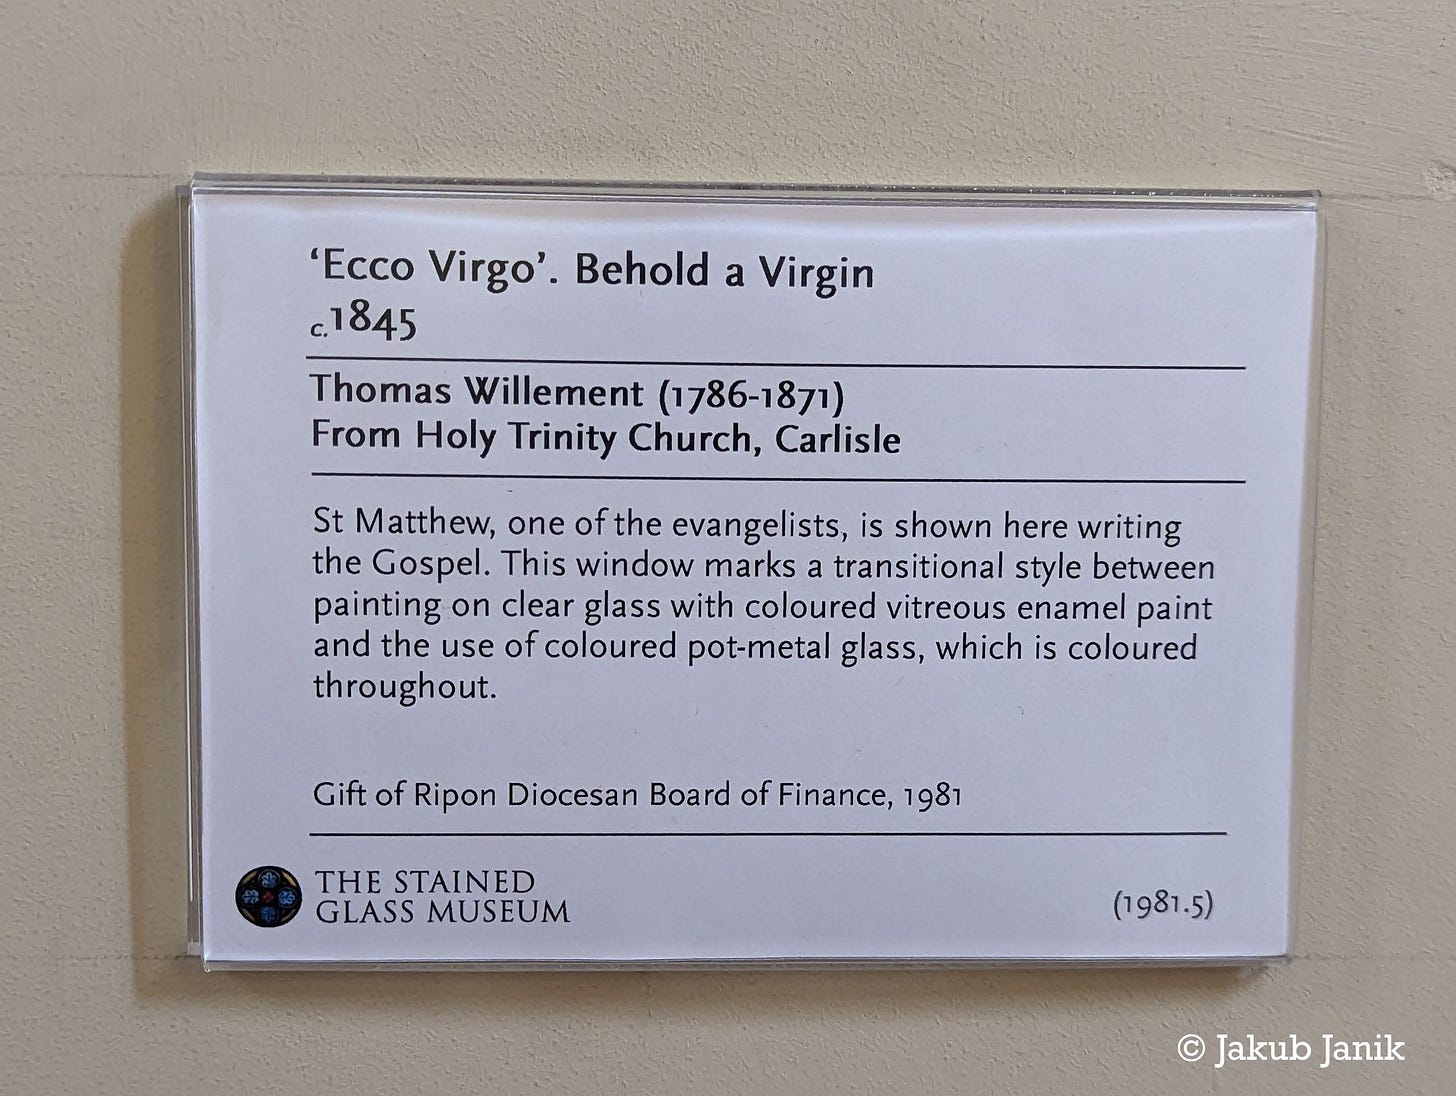 ‘Ecco Virgo’. Behold a Virgin
c.1845
Thomas Willement (1786-1871)
From Holy Trinity Church, Carlisle
St Matthew, one of the evangelists, is shown here writing
the Gospel. This window marks a transitional style between
painting on clear glass with coloured vitreous enamel paint
and the use of coloured pot-metal glass, which is coloured
throughout.
Gift of Ripon Diocesan Board of Finance, 1981
THE STAINED
GLASS MUSEUM
(1981.5)
© Jakub Janik